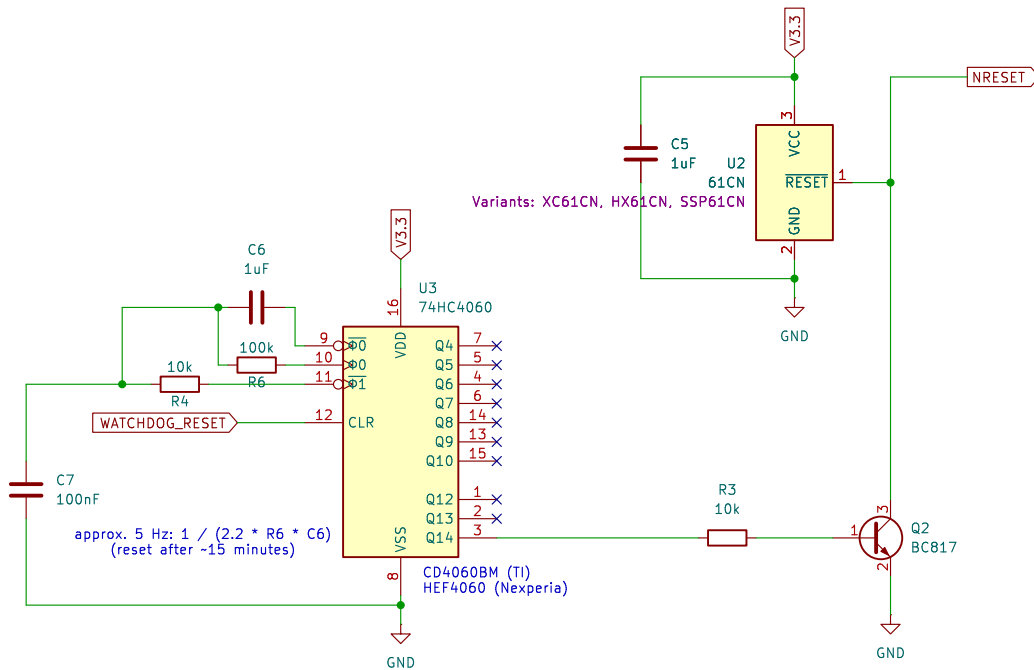 V3.3
NRESET
C5
1uF
U2
61CN
Variants: XC61CN, HX61CN, SSP61CN
3
VCC
RESET
1
GND
2
GND
V3.3
C6
1uF
U3
74HC4060
16
VDD
9
Φ0
10
Φ0
11
Φ1
12
CLR
100k
R6
10k
R4
WATCHDOG_RESET
Q4
7
Q5
5
Q6
4
Q7
6
Q8
14
Q9
13
Q10
15
Q12
1
Q13
2
Q14
3
C7
100nF
approx. 5 Hz: 1 / (2.2 * R6 * C6)
(reset after ~15 minutes)
VSS
8
CD4060BM (TI)
HEF4060 (Nexperia)
GND
R3
10k
1
3
2
Q2
BC817
GND